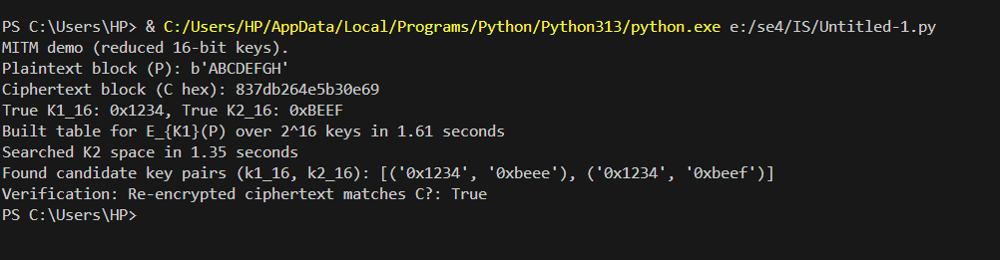 PS C:\Users\HP> & C:/Users/HP/AppData/Local/Programs/Python/Python313/python.exe e:/se4/IS/Untitled-1.py
MITM demo (reduced 16-bit keys).
Plaintext block (P): b'ABCDEFGH'
Ciphertext block (C hex): 837db264e5b30e69
True K1_16: 0x1234, True K2_16: 0xBEEF
Built table for E_{K1}(P) over 2^16 keys in 1.61 seconds
Searched K2 space in 1.35 seconds
Found candidate key pairs (k1_16, k2_16): [('0x1234', '0xbeee'), ('0x1234', '0xbeef')]
Verification: Re-encrypted ciphertext matches C?: True
PS C:\Users\HP>